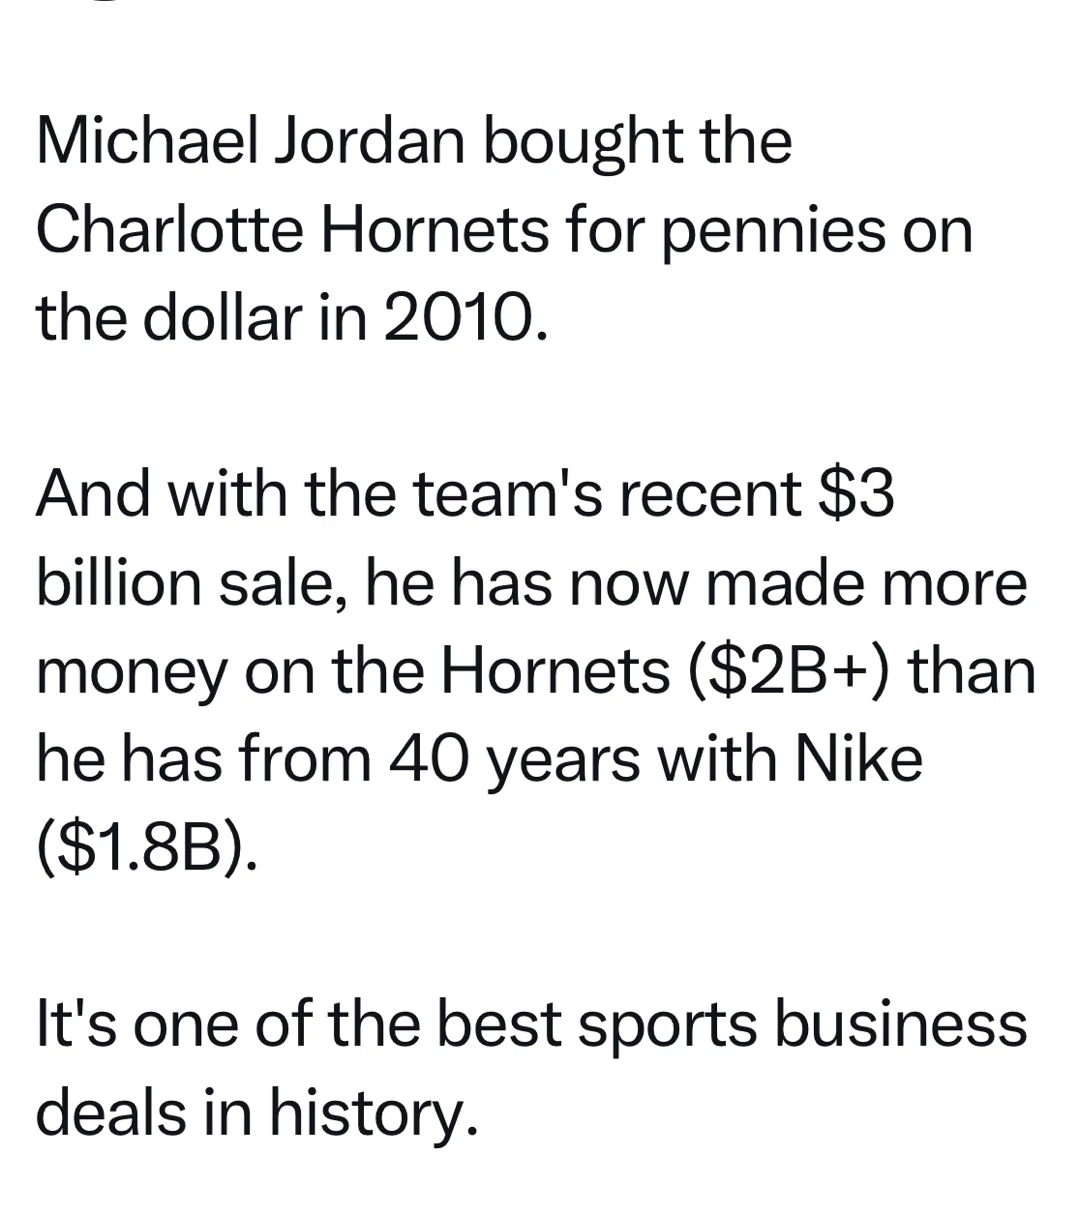 Michael Jordan bought the
Charlotte Hornets for pennies on
the dollar in 2010.
And with the team's recent $3
billion sale, he has now made more
money on the Hornets ($2B+) than
he has from 40 years with Nike
($1.8B).
It's one of the best sports business
deals in history.